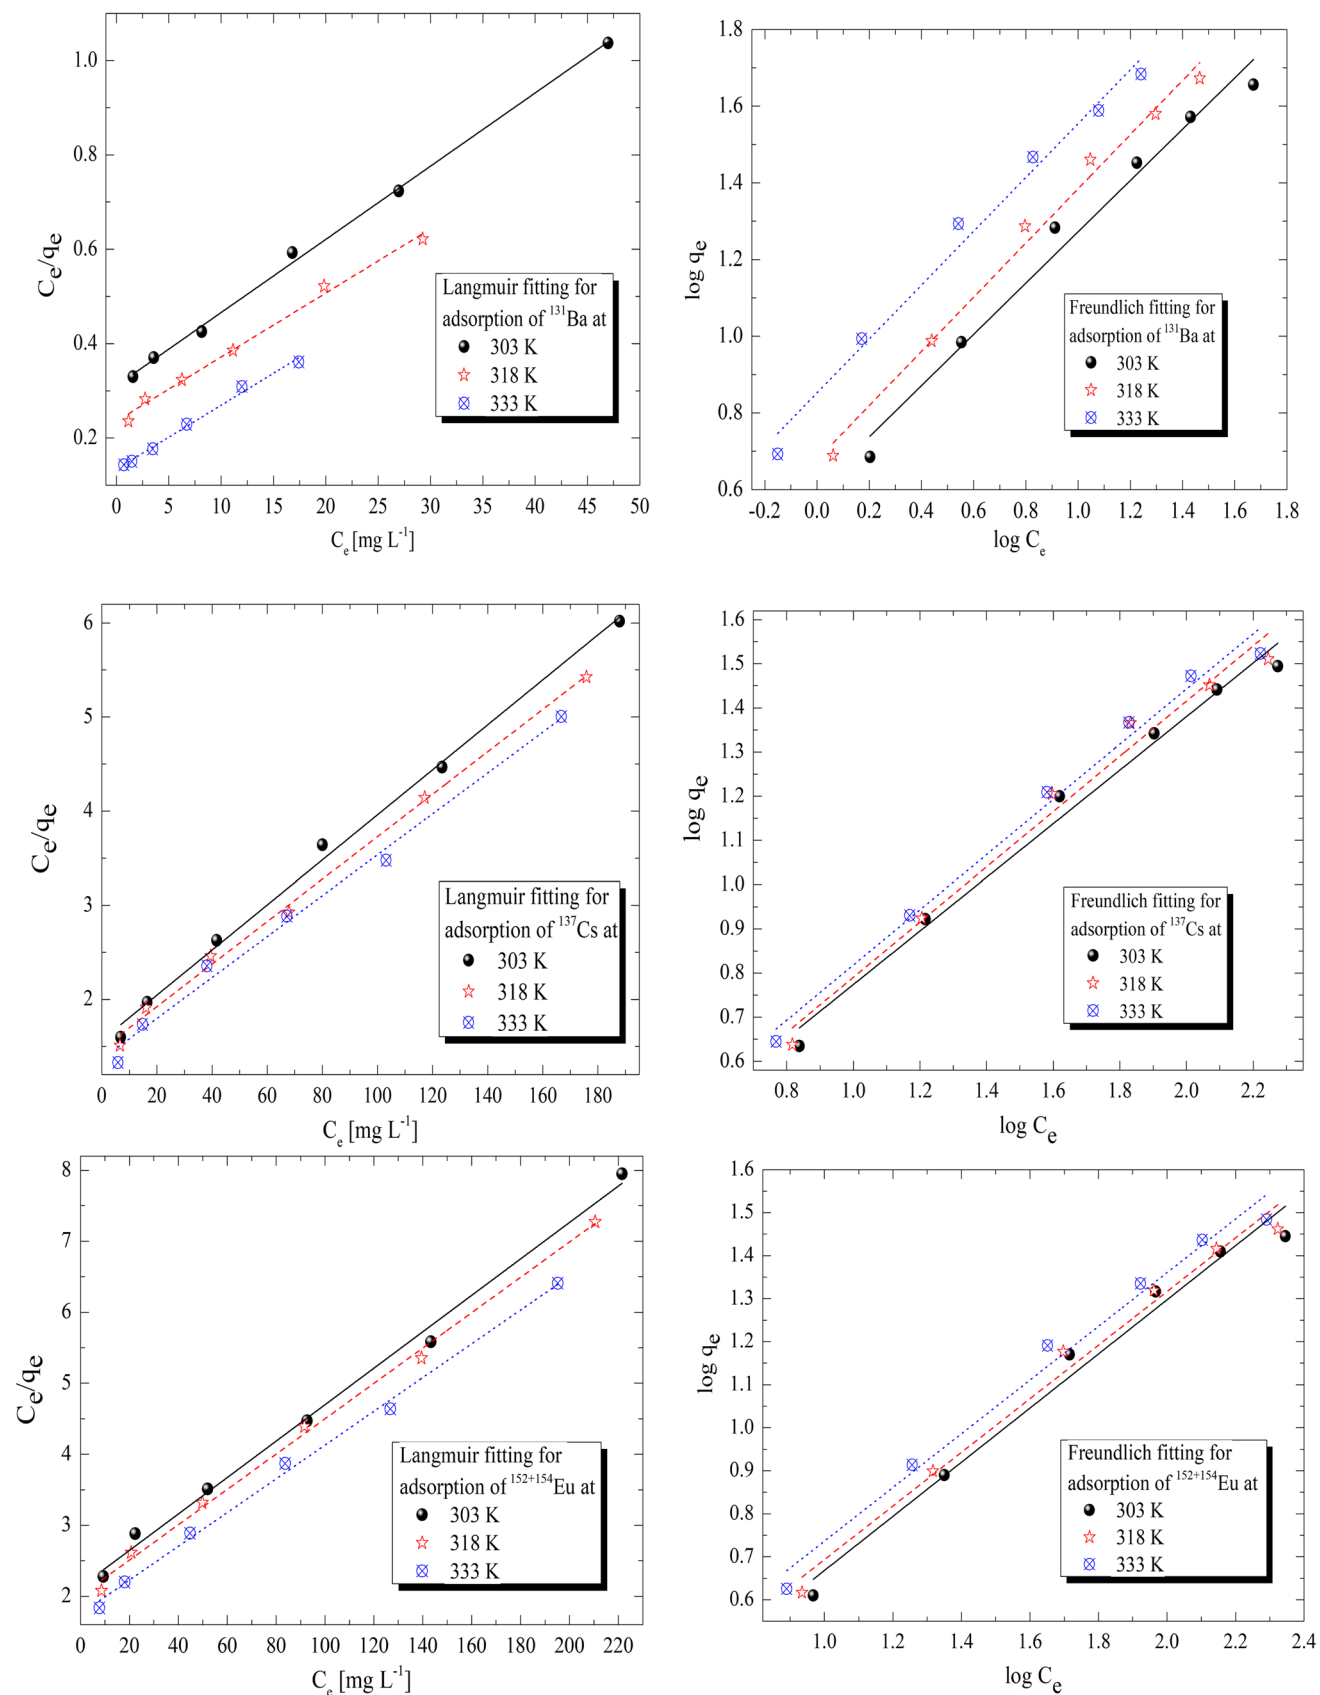 1.0
0.8
0.6
0.4
0.2
Ce/qe
0 5 10 15 20 25 30 35 40 45 50
Ce [mg L-1]
Langmuir fitting for
adsorption of 131Ba at
303 K
318 K
333 K
1.8
1.6
1.4
1.2
1.0
0.8
0.6
log qe
-0.2 0.0 0.2 0.4 0.6 0.8 1.0 1.2 1.4 1.6 1.8
log Ce
Freundlich fitting for
adsorption of 131Ba at
303 K
318 K
333 K
6
5
4
3
2
Ce/qe
0 20 40 60 80 100 120 140 160 180
Ce [mg L-1]
Langmuir fitting for
adsorption of 137Cs at
303 K
318 K
333 K
1.6
1.5
1.4
1.3
1.2
1.1
1.0
0.9
0.8
0.7
0.6
log qe
0.8 1.0 1.2 1.4 1.6 1.8 2.0 2.2
log Ce
Freundlich fitting for
adsorption of 137Cs at
303 K
318 K
333 K
8
7
6
5
4
3
2
Ce/qe
0 20 40 60 80 100 120 140 160 180 200 220
Ce [mg L-1]
Langmuir fitting for
adsorption of 152+154Eu at
303 K
318 K
333 K
1.6
1.5
1.4
1.3
1.2
1.1
1.0
0.9
0.8
0.7
0.6
log qe
1.0 1.2 1.4 1.6 1.8 2.0 2.2 2.4
log Ce
Freundlich fitting for
adsorption of 152+154Eu at
303 K
318 K
333 K